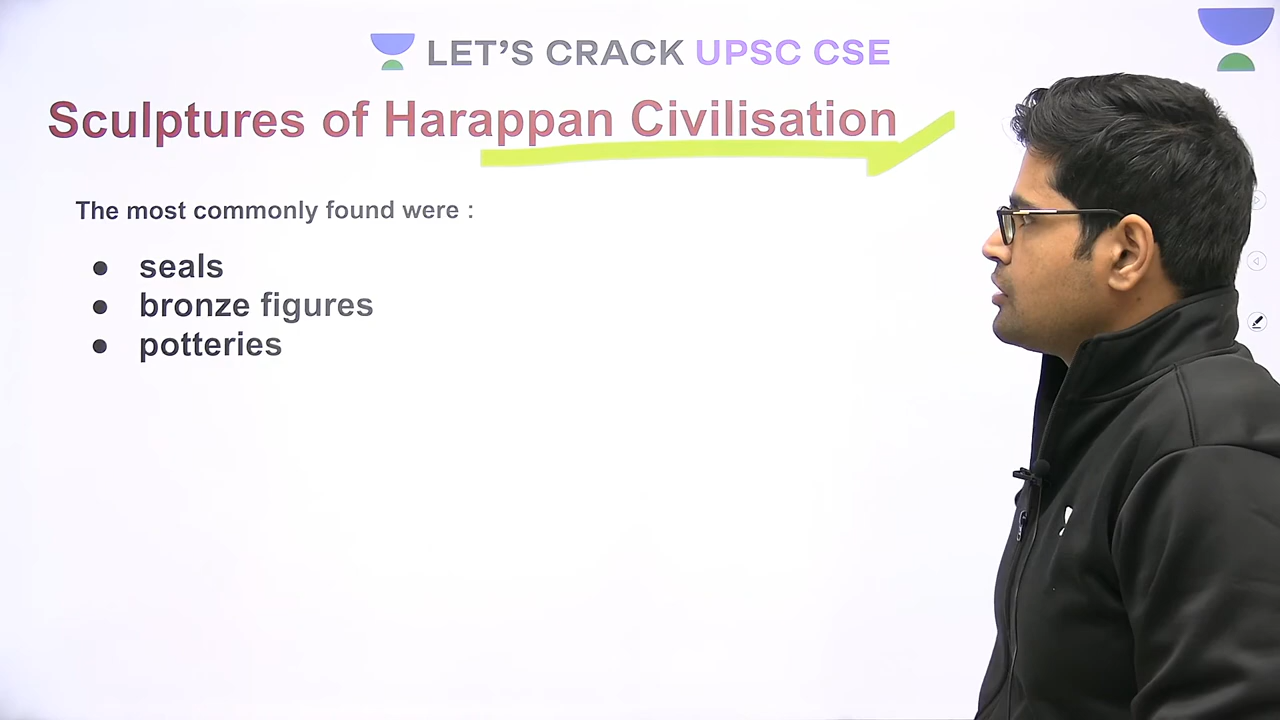 LET'S CRACK UPSC CSE
Sculptures of Harappan Civilisation
The most commonly found were :
● seals
● bronze figures
● potteries